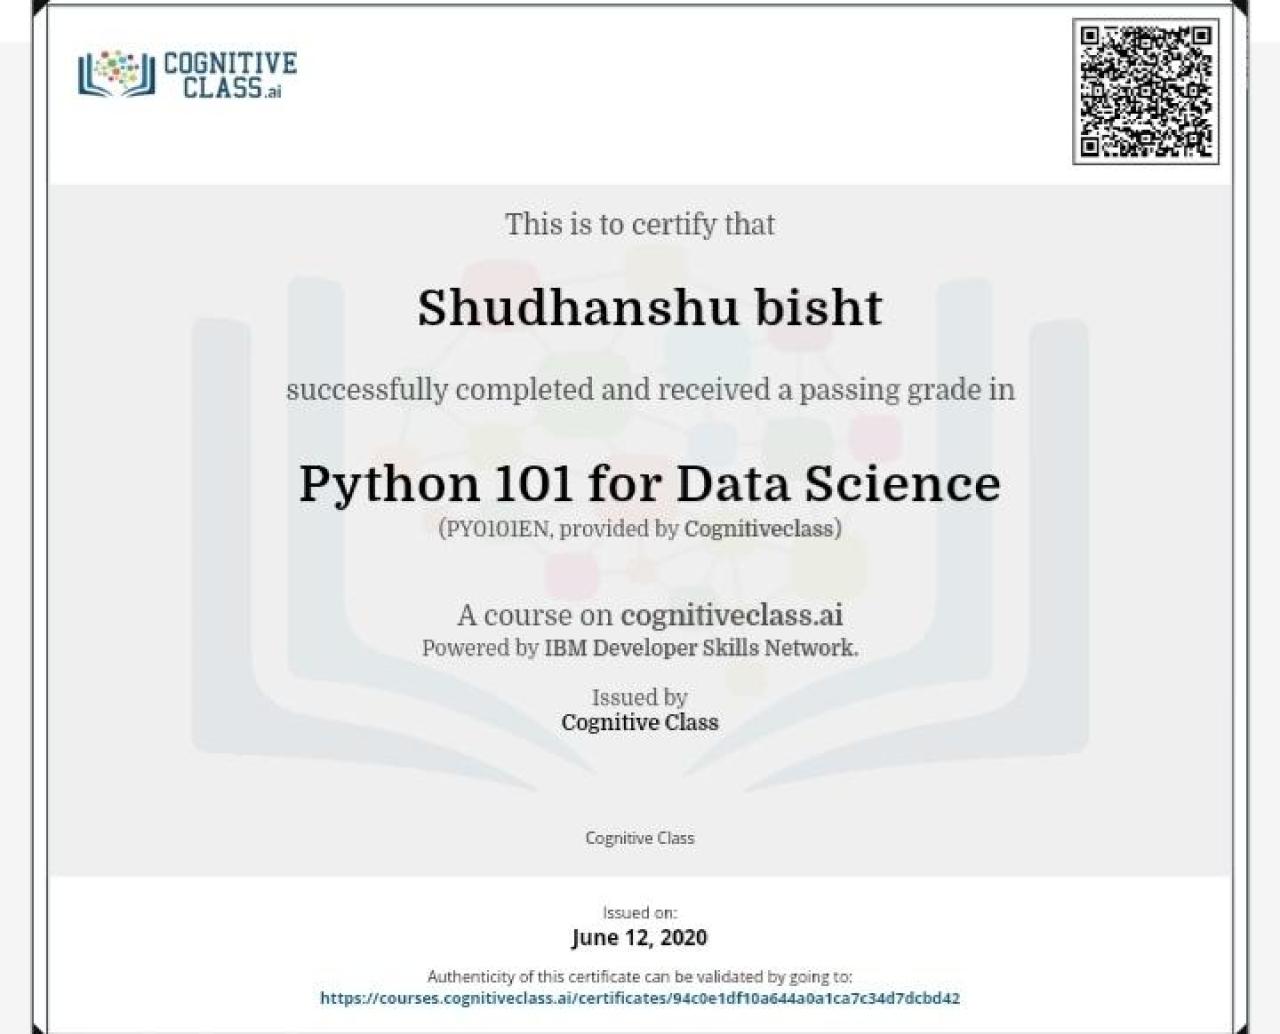 COGNITIVE
CLASS.ai
This is to certify that
Shudhanshu bisht
successfully completed and received a passing grade in
Python 101 for Data Science
(PY0101EN, provided by Cognitiveclass)
A course on cognitiveclass.ai
Powered by IBM Developer Skills Network.
Issued by
Cognitive Class
Cognitive Class
Issued on:
June 12, 2020
Authenticity of this certificate can be validated by going to:
https://courses.cognitiveclass.ai/certificates/94c0e1df10a644a0a1ca7c34d7dcbd42